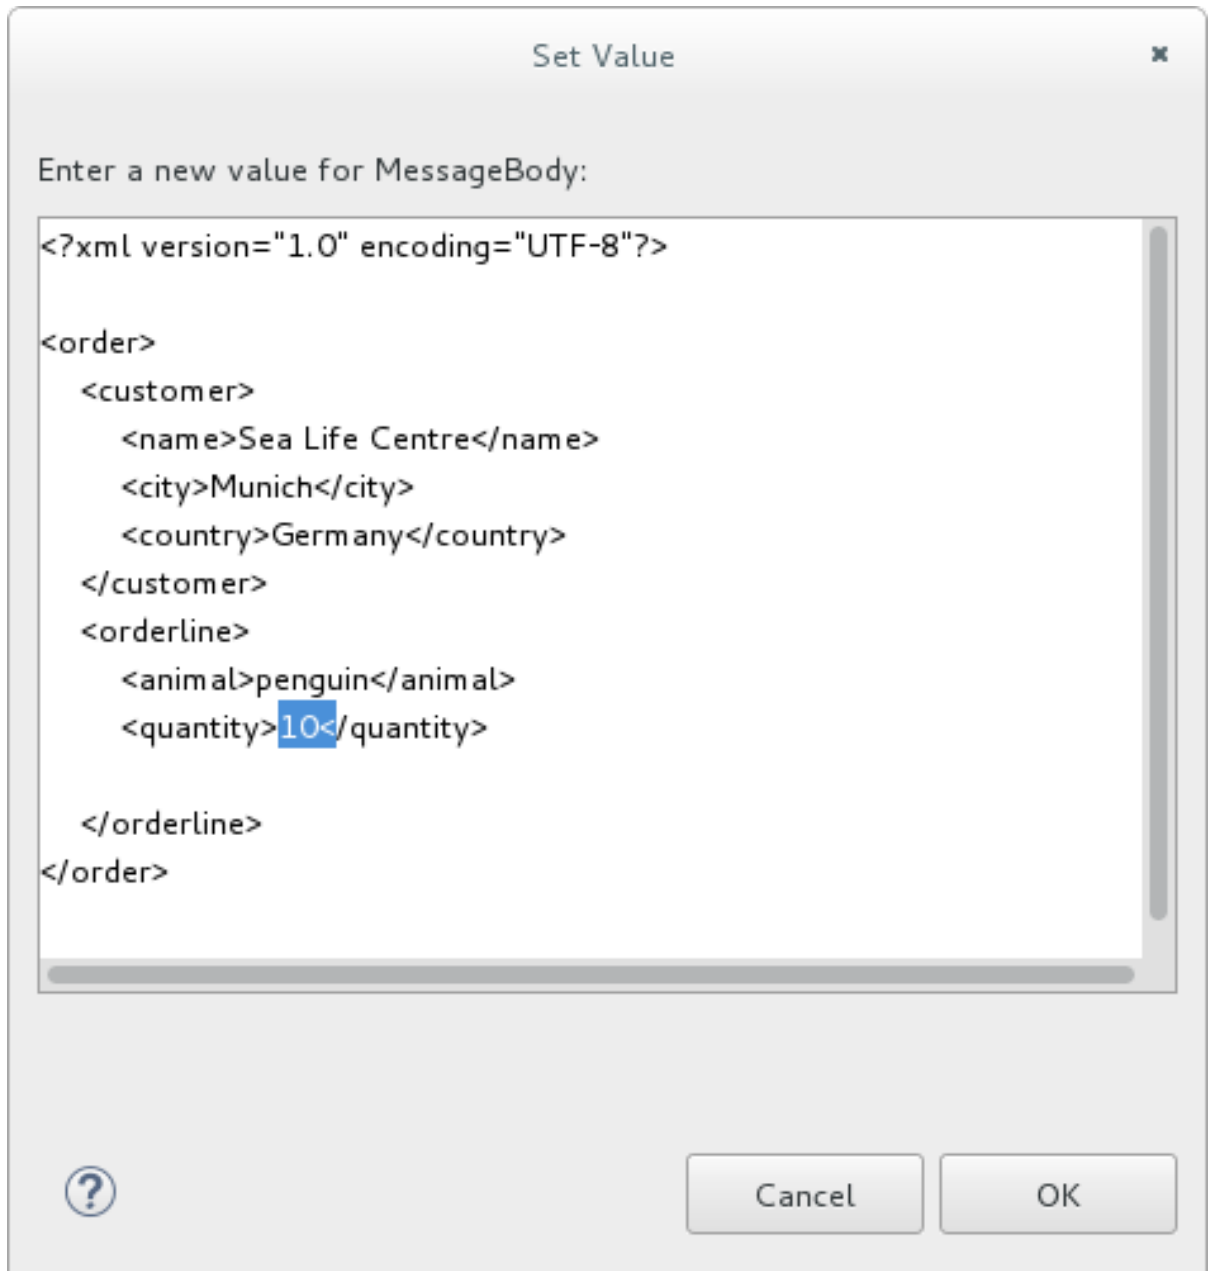 Set Value
Enter a new value for MessageBody:
<?xml version="1.0" encoding="UTF-8"?>
<order>
<customer>
<name>Sea Life Centre</name>
<city>Munich</city>
<country>Germany</country>
</customer>
<orderline>
<animal>penguin</animal>
<quantity>10</quantity>
</orderline>
</order>
Cancel OK